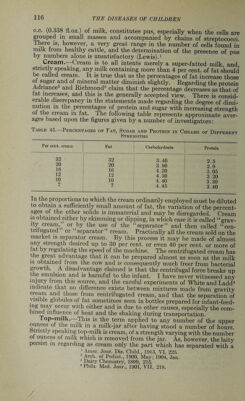 116 THE DISEASES OF CHILDREN
c.c. (0.338 fl.oz.) of milk, constitutes pus, especially when the cells are
grouped in small masses and accompanied by chains of streptococci.
There is, however, a very great range in the number of cells found in
milk from healthy cattle, and the determination of the presence of pus
by numbers alone is unsatisfactory (Lewis).¹
Cream.—Cream is to all intents merely a super-fatted milk, and,
strictly speaking, any milk containing more than 4 per cent. of fat should
be called cream. It is true that as the percentages of fat increase those
of sugar and of mineral matter diminish slightly. Regarding the protein
Adriance² and Richmond³ claim that the percentage decreases as that of
fat increases, and this is the generally accepted view. There is consid-
erable discrepancy in the statements made regarding the degree of dimi-
nution in the percentages of protein and sugar with increasing strength
of the cream in fat. The following table represents approximate aver-
ages based upon the figures given by a number of investigators:
Table 45.—Percentages of Fat, Sugar and Protein in Cream of Different
Strengths
Per cent. cream Fat Carbohydrate Protein
32 32 3.40 2.5
20 20 3.90 2.9
16 16 4.20 3.05
12 12 4.30 3.20
10 10 4.40 3.30
7 7 4.45 3.40
In the proportions to which the cream ordinarily employed must be diluted
to obtain a sufficiently small amount of fat, the variation of the percent-
ages of the other solids is immaterial and may be disregarded. Cream
is obtained either by skimming or dipping, in which case it is called "grav-
ity cream," or by the use of the "separator" and then called "cen-
trifugated" or "separator" cream. Practically all the cream sold on the
market is separator cream. By this process it may be made of almost
any strength desired up to 30 per cent. or even 40 per cent. or more of
fat by regulating the speed of the machine. The centrifugated cream has
the great advantage that it can be prepared almost as soon as the milk
is obtained from the cow and is consequently much freer from bacterial
growth. A disadvantage claimed is that the centrifugal force breaks up
the emulsion and is harmful to the infant. I have never witnessed any
injury from this source, and the careful experiments of White and Ladd⁴
indicate that no difference exists between mixtures made from gravity
cream and those from centrifugated cream, and that the separation of
visible globules of fat sometimes seen in bottles prepared for infant-feed-
ing may occur with either and is due to other causes, especially the com-
bined influence of heat and the shaking during transportation.
Top-milk.—This is the term applied to any number of the upper
ounces of the milk in a milk-jar after having stood a number of hours.
Strictly speaking top-milk is cream, of a strength varying with the number
of ounces of milk which is removed from the jar. As, however, the laity
persist in regarding as cream only the part which has separated with a
¹ Amer. Jour. Dis. Child., 1913, VI, 225.
² Arch. of Pediat., 1900, May; 1904, Jan.
³ Dairy Chemistry, 1899, 215.
⁴ Phila. Med. Jour., 1901, VII, 218.